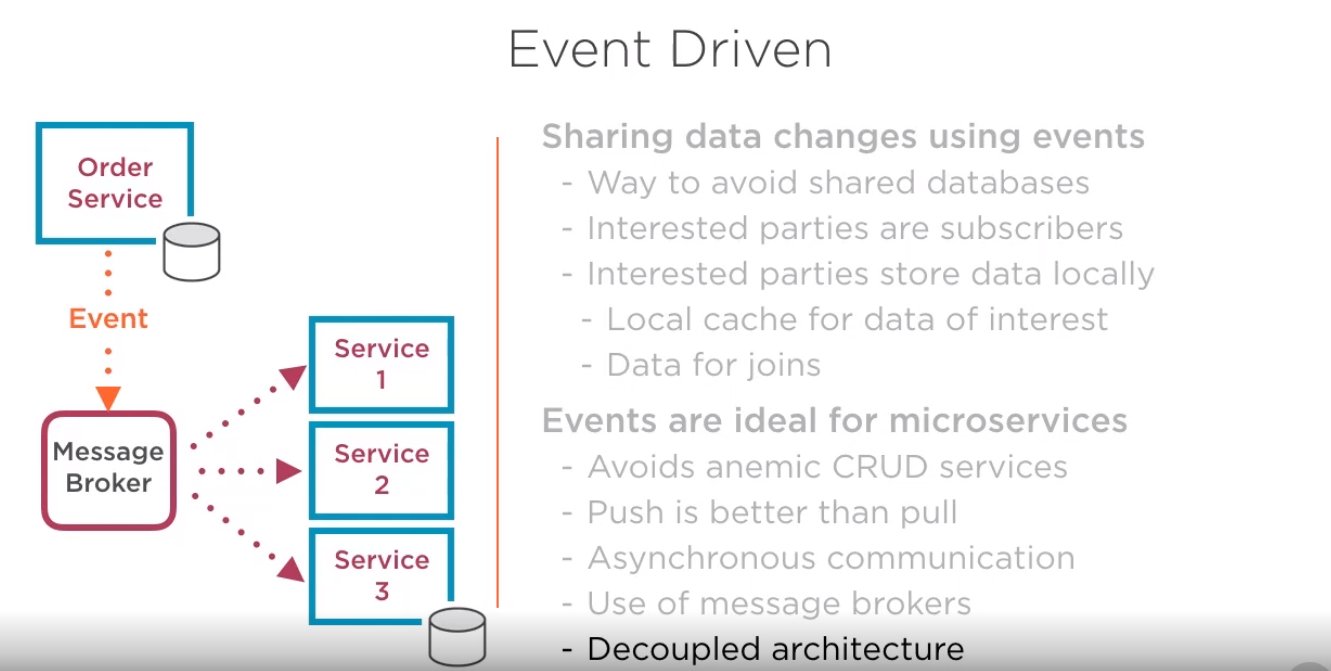 Event Driven
Order
Service
Event
Message
Broker
Service
1
Service
2
Service
3
Sharing data changes using events
- Way to avoid shared databases
- Interested parties are subscribers
- Interested parties store data locally
- Local cache for data of interest
- Data for joins
Events are ideal for microservices
- Avoids anemic CRUD services
- Push is better than pull
- Asynchronous communication
- Use of message brokers
- Decoupled architecture